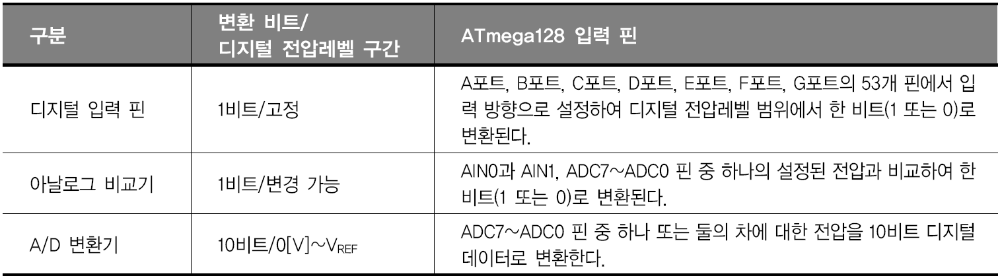 구분
변환 비트/
디지털 전압레벨 구간
ATmega128 입력 핀
디지털 입력 핀
1비트/고정
A포트, B포트, C포트, D포트, E포트, F포트, G포트의 53개 핀에서 입
력 방향으로 설정하여 디지털 전압레벨 범위에서 한 비트(1 또는 0)로
변환된다.
아날로그 비교기
1비트/변경 가능
AIN0과 AIN1, ADC7~ADC0 핀 중 하나의 설정된 전압과 비교하여 한
비트(1 또는 0)로 변환된다.
A/D 변환기
10비트/0[V]~VREF
ADC7~ADC0 핀 중 하나 또는 둘의 차에 대한 전압을 10비트 디지털
데이터로 변환한다.